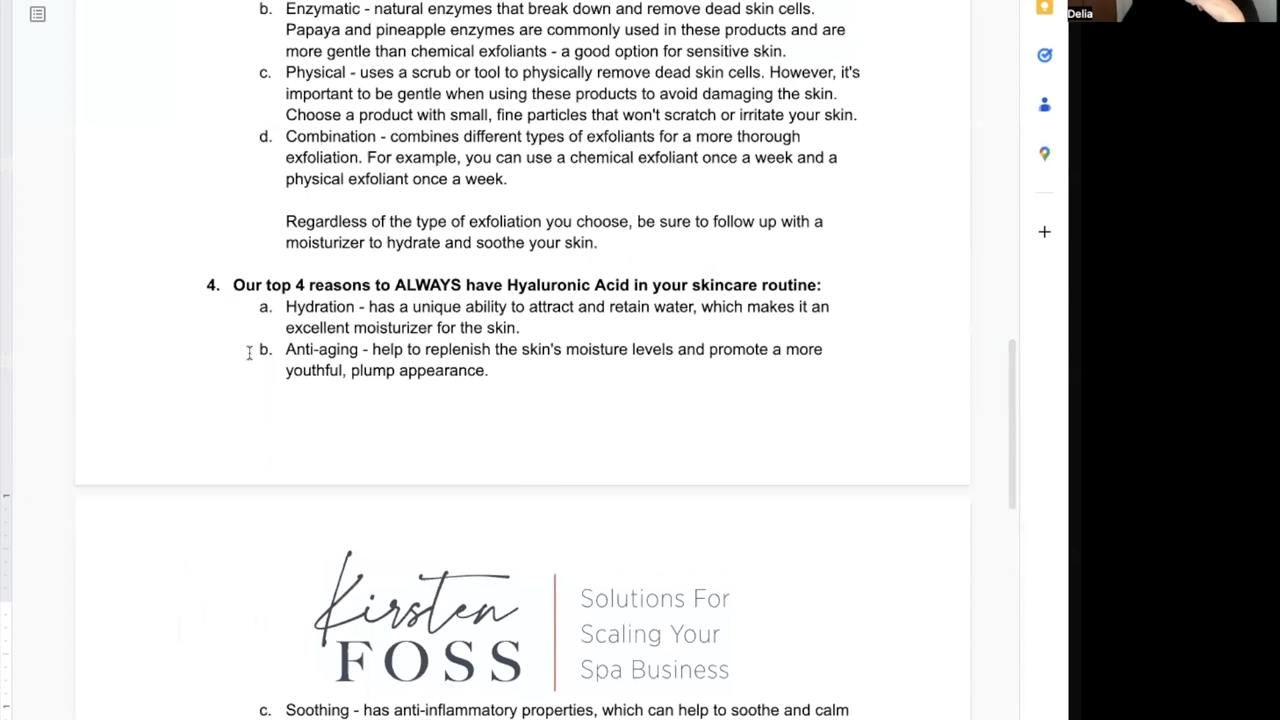 b. Enzymatic - natural enzymes that break down and remove dead skin cells.
Papaya and pineapple enzymes are commonly used in these products and are
more gentle than chemical exfoliants - a good option for sensitive skin.
c. Physical - uses a scrub or tool to physically remove dead skin cells. However, it's
important to be gentle when using these products to avoid damaging the skin.
Choose a product with small, fine particles that won't scratch or irritate your skin.
d. Combination - combines different types of exfoliants for a more thorough
exfoliation. For example, you can use a chemical exfoliant once a week and a
physical exfoliant once a week.
Regardless of the type of exfoliation you choose, be sure to follow up with a
moisturizer to hydrate and soothe your skin.
4. Our top 4 reasons to ALWAYS have Hyaluronic Acid in your skincare routine:
a. Hydration - has a unique ability to attract and retain water, which makes it an
excellent moisturizer for the skin.
b. Anti-aging - help to replenish the skin's moisture levels and promote a more
youthful, plump appearance.
Kirsten
FOSS
Solutions For
Scaling Your
Spa Business
c. Soothing - has anti-inflammatory properties, which can help to soothe and calm
Delia